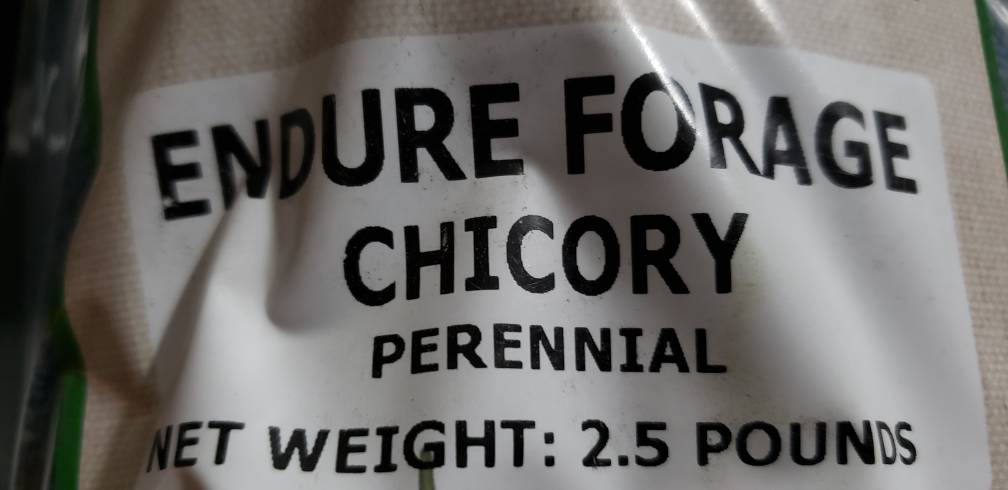 ENDURE FORAGE
CHICORY
PERENNIAL
NET WEIGHT: 2.5 POUNDS